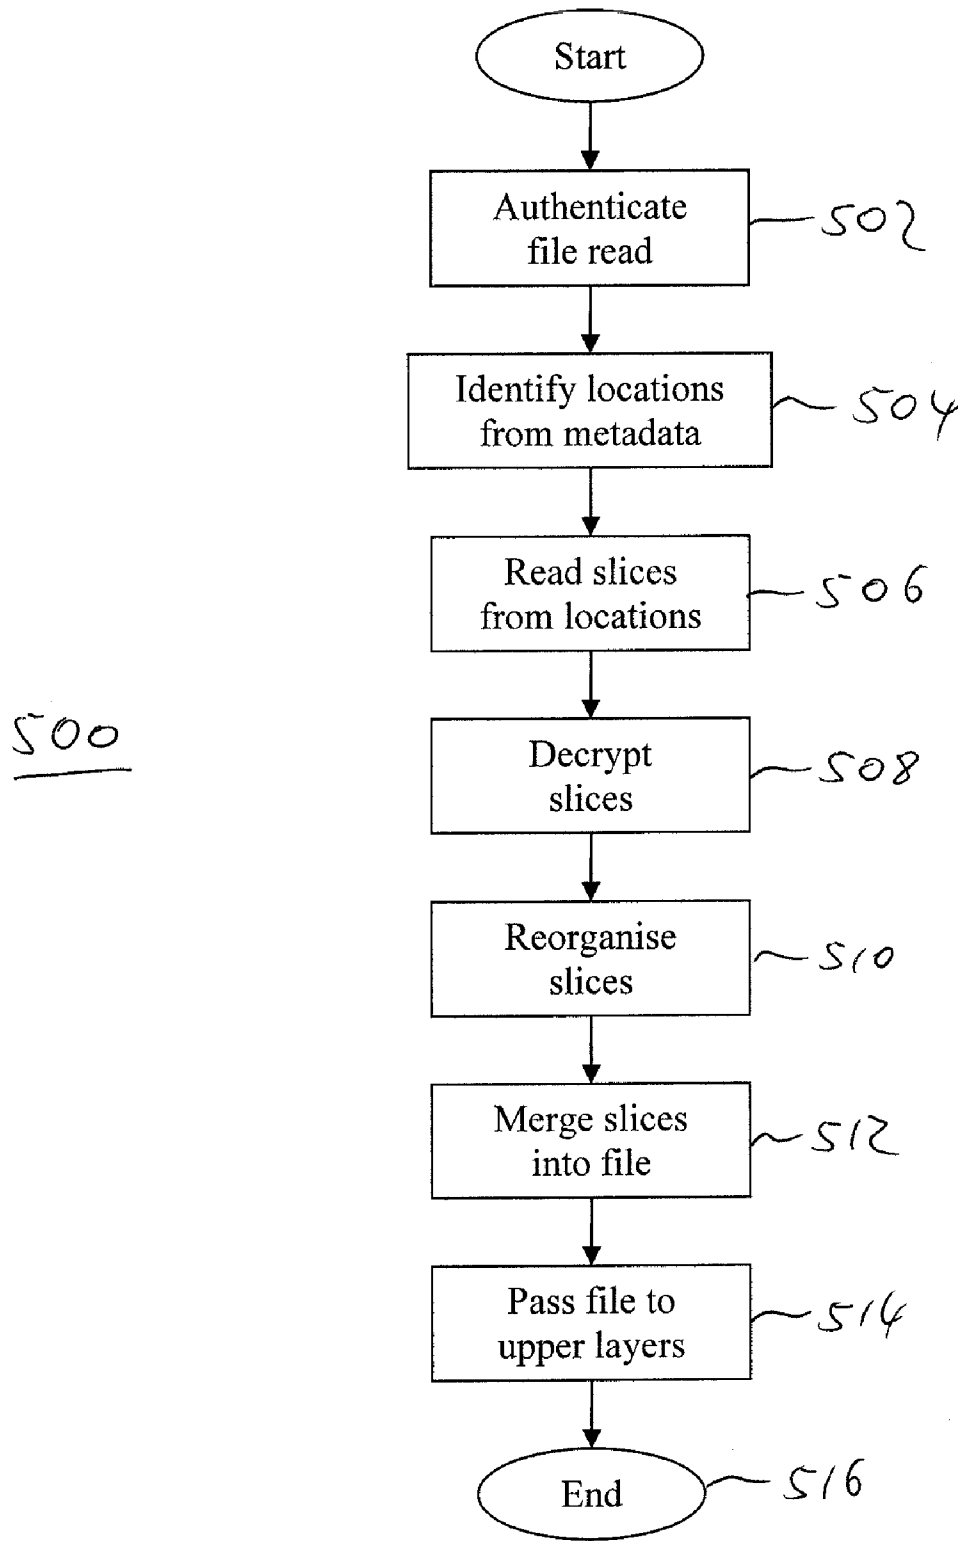 Start
Authenticate
file read
502
Identify locations
from metadata
504
Read slices
from locations
506
500
Decrypt
slices
508
Reorganise
slices
510
Merge slices
into file
512
Pass file to
upper layers
514
End
516